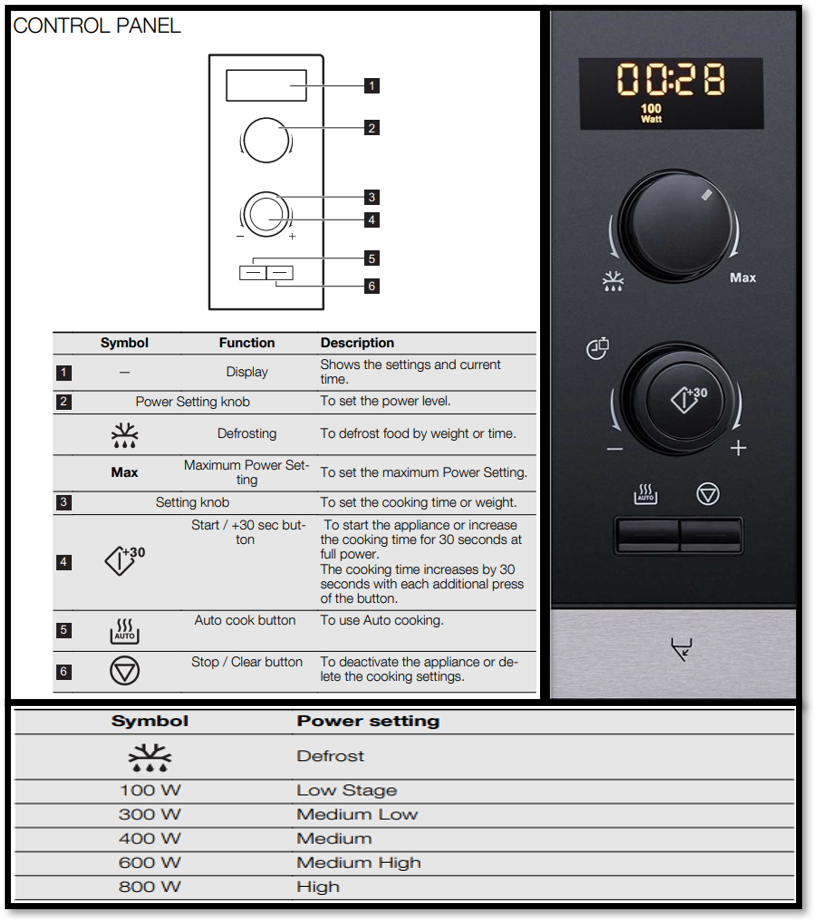 CONTROL PANEL
1
2
3
4
5
6
Symbol Function Description
1 — Display Shows the settings and current
time.
2 Power Setting knob To set the power level.
Defrosting To defrost food by weight or time.
Max Maximum Power Set-
ting To set the maximum Power Setting.
3 Setting knob To set the cooking time or weight.
4 +30 Start / +30 sec but-
ton To start the appliance or increase
the cooking time for 30 seconds at
full power.
The cooking time increases by 30
seconds with each additional press
of the button.
5 AUTO Auto cook button To use Auto cooking.
6 Stop / Clear button To deactivate the appliance or de-
lete the cooking settings.
00:28
100
Watt
Max
+30
— +
AUTO
Symbol Power setting
Defrost
100 W Low Stage
300 W Medium Low
400 W Medium
600 W Medium High
800 W High